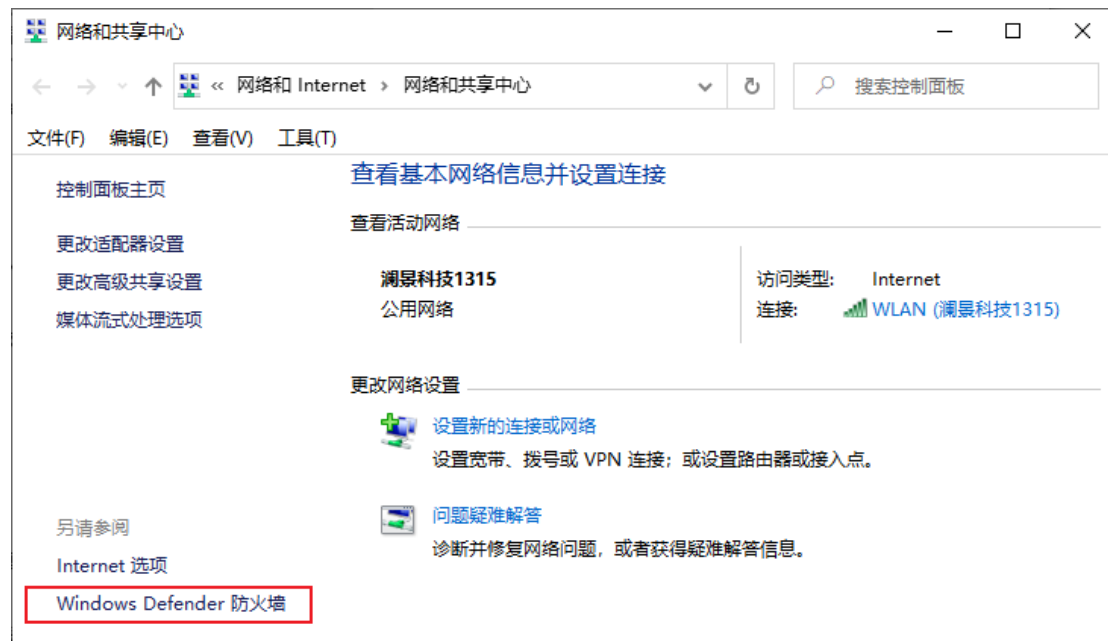 网络和共享中心
« 网络和 Internet › 网络和共享中心
搜索控制面板
文件(F) 编辑(E) 查看(V) 工具(T)
控制面板主页
更改适配器设置
更改高级共享设置
媒体流式处理选项
查看基本网络信息并设置连接
查看活动网络
澜景科技1315
公用网络
访问类型: Internet
连接: WLAN (澜景科技1315)
更改网络设置
设置新的连接或网络
设置宽带、拨号或 VPN 连接；或设置路由器或接入点。
问题疑难解答
诊断并修复网络问题，或者获得疑难解答信息。
另请参阅
Internet 选项
Windows Defender 防火墙